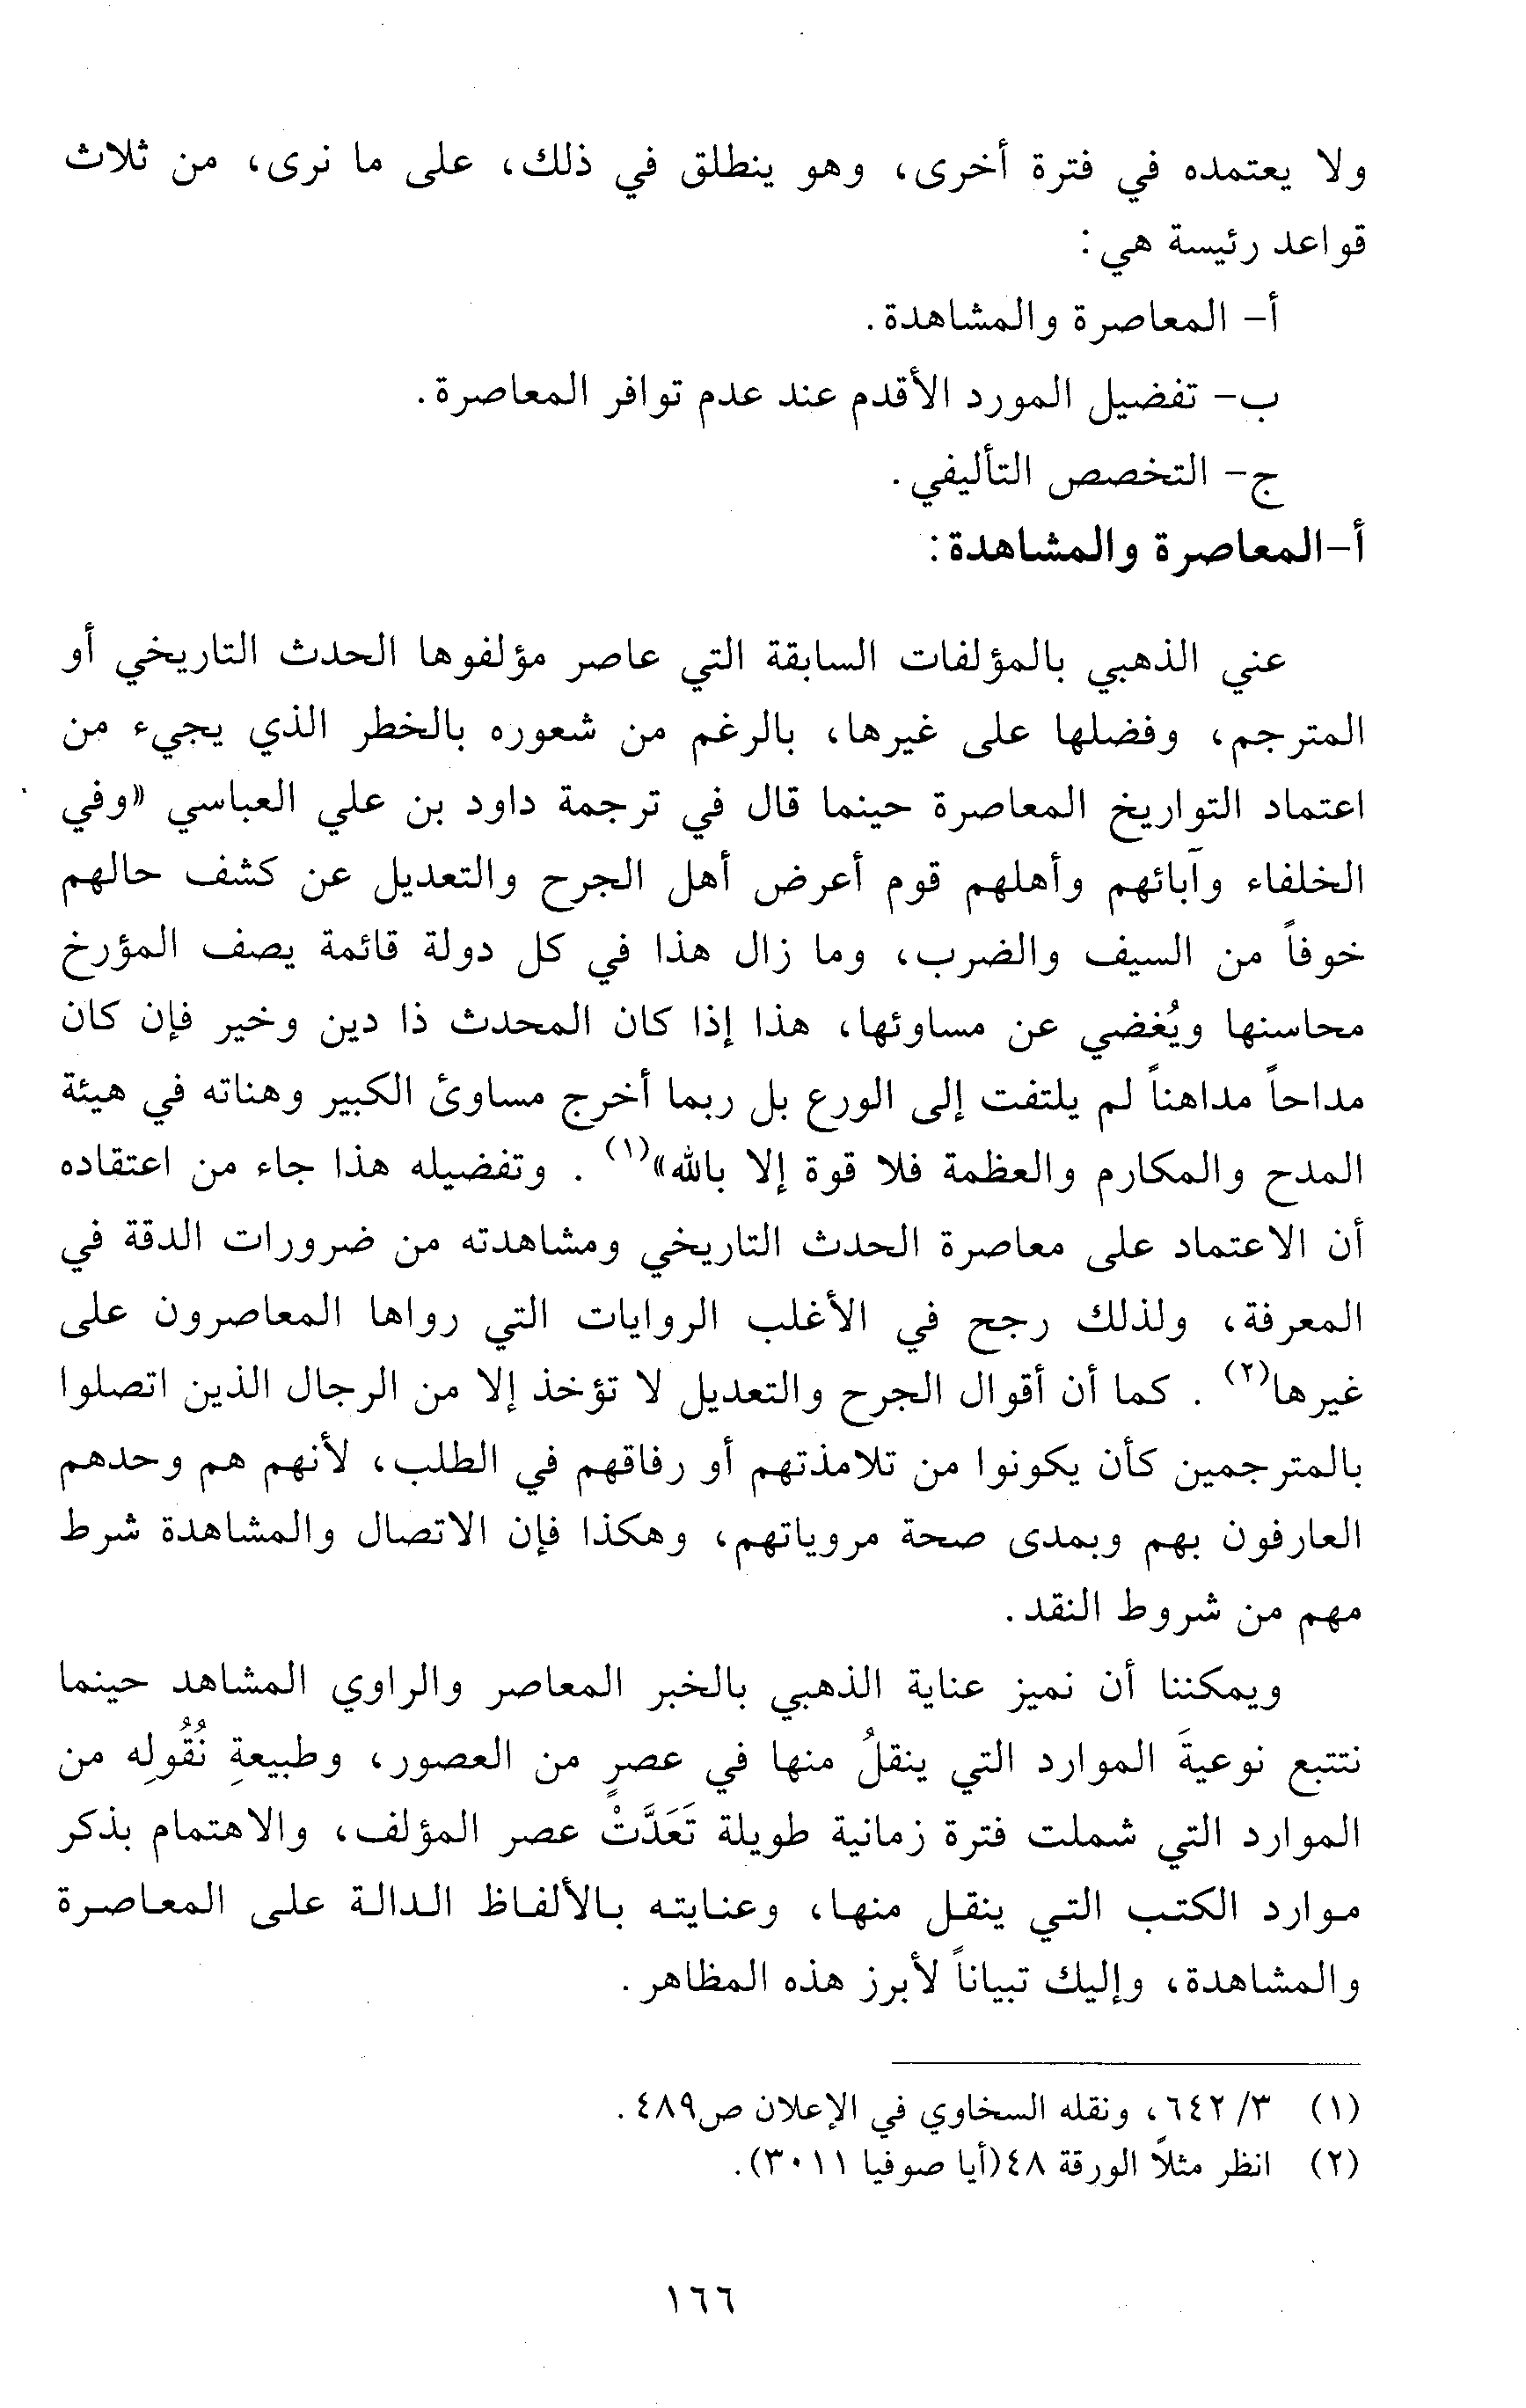 ولا يعتمده في فترة أخرى، وهو ينطلق في ذلك، على ما نرى، من ثلاث
قواعد رئيسة هي:
أ- المعاصرة والمشاهدة.
ب- تفضيل المورد الأقدم عند عدم توافر المعاصرة.
ج- التخصص التأليفي.
أ-المعاصرة والمشاهدة:
عني الذهبي بالمؤلفات السابقة التي عاصر مؤلفوها الحدث التاريخي أو
المترجم، وفضلها على غيرها، بالرغم من شعوره بالخطر الذي يجيء من
اعتماد التواريخ المعاصرة حينما قال في ترجمة داود بن علي العباسي «وفي
الخلفاء وآبائهم وأهلهم قوم أعرض أهل الجرح والتعديل عن كشف حالهم
خوفاً من السيف والضرب، وما زال هذا في كل دولة قائمة يصف المؤرخ
محاسنها ويُغضي عن مساوئها، هذا إذا كان المحدث ذا دين وخير فإن كان
مداحاً مداهناً لم يلتفت إلى الورع بل ربما أخرج مساوئ الكبير وهناته في هيئة
المدح والمكارم والعظمة فلا قوة إلا بالله»(١) . وتفضيله هذا جاء من اعتقاده
أن الاعتماد على معاصرة الحدث التاريخي ومشاهدته من ضرورات الدقة في
المعرفة، ولذلك رجح في الأغلب الروايات التي رواها المعاصرون على
غيرها(٢) . كما أن أقوال الجرح والتعديل لا تؤخذ إلا من الرجال الذين اتصلوا
بالمترجمين كأن يكونوا من تلامذتهم أو رفاقهم في الطلب، لأنهم هم وحدهم
العارفون بهم وبمدى صحة مروياتهم، وهكذا فإن الاتصال والمشاهدة شرط
مهم من شروط النقد.
ويمكننا أن نميز عناية الذهبي بالخبر المعاصر والراوي المشاهد حينما
نتتبع نوعيةَ الموارد التي ينقلُ منها في عصرٍ من العصور، وطبيعةِ نُقُولِه من
الموارد التي شملت فترة زمانية طويلة تَعَدَّتْ عصر المؤلف، والاهتمام بذكر
موارد الكتب التي ينقل منها، وعنايته بالألفاظ الدالة على المعاصرة
والمشاهدة، وإليك تبياناً لأبرز هذه المظاهر.
(١) ٣/ ٦٤٢، ونقله السخاوي في الإعلان ص٤٨٩.
(٢) انظر مثلاً الورقة ٤٨(أيا صوفيا ٣٠١١).
١٦٦